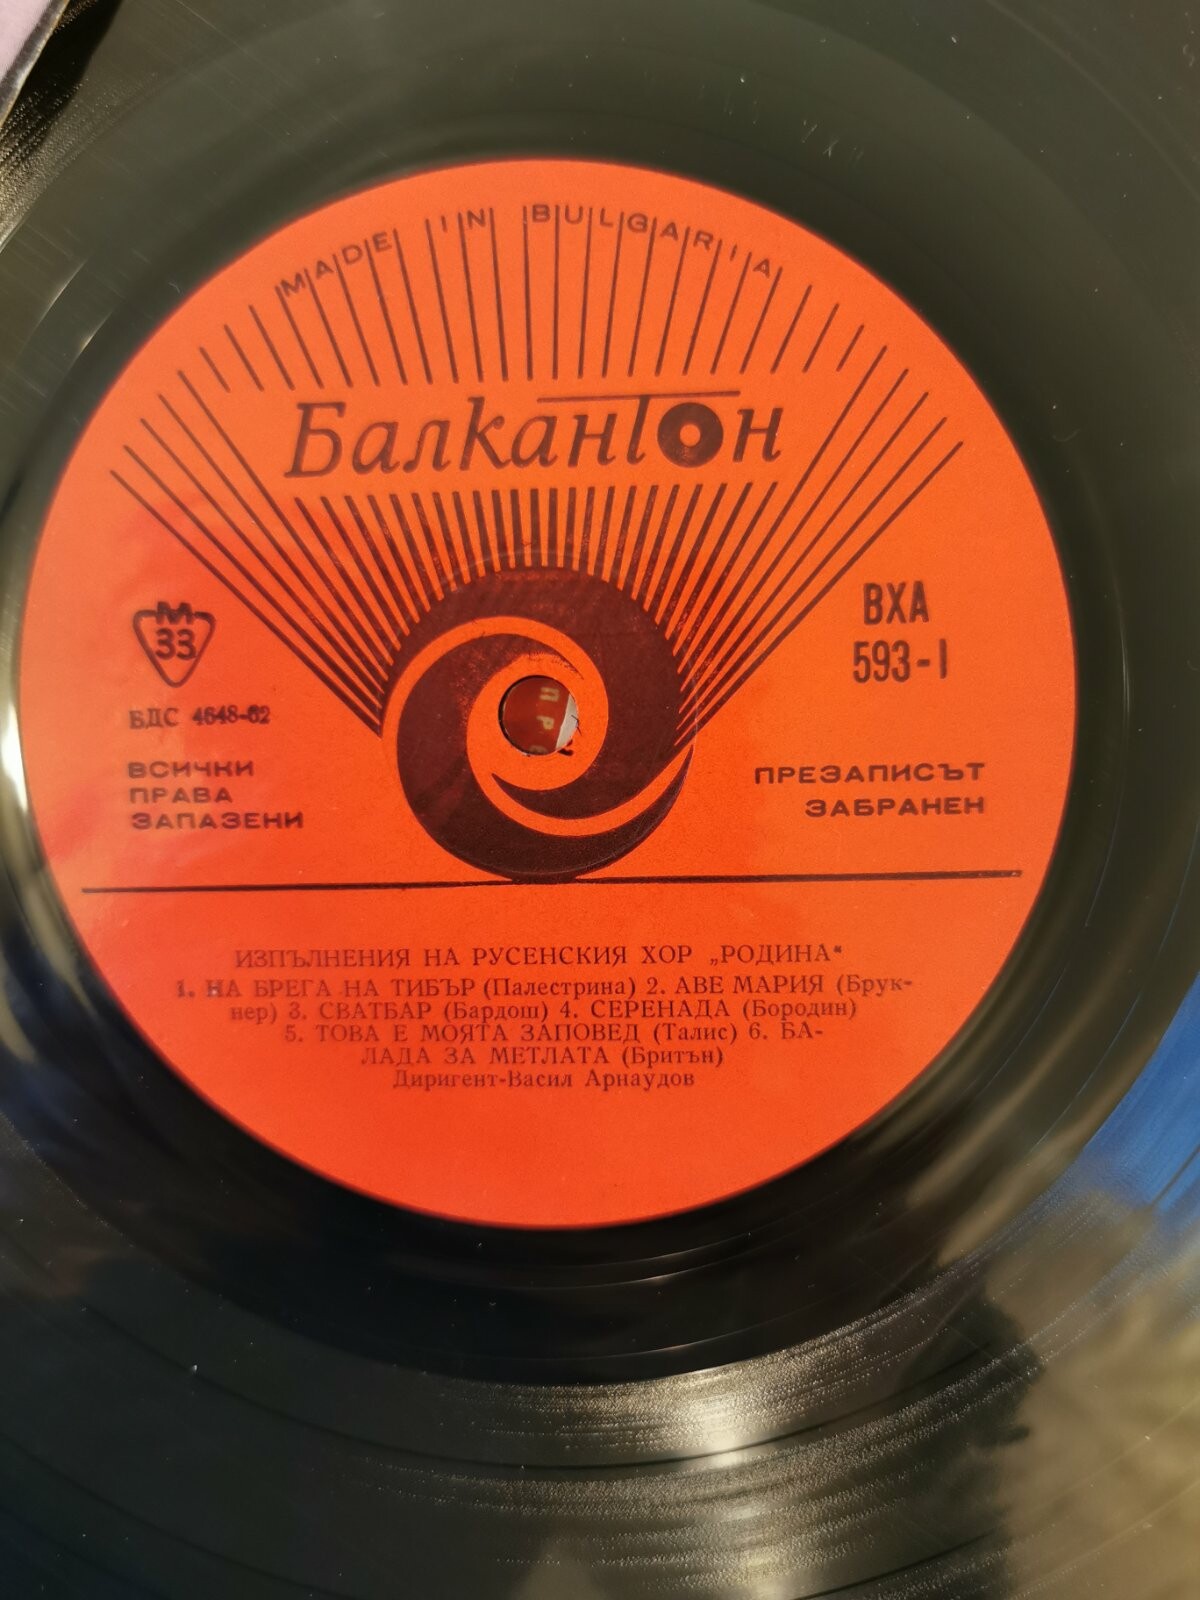 MADE IN BULGARIA
Балкантон
М
33
БДС 4648-62
ВСИЧКИ
ПРАВА
ЗАПАЗЕНИ
ВХА
593-I
ПРЕЗАПИСЪТ
ЗАБРАНЕН
ИЗПЪЛНЕНИЯ НА РУСЕНСКИЯ ХОР „РОДИНА“
1. НА БРЕГА НА ТИБЪР (Палестрина) 2. АВЕ МАРИЯ (Брук-
нер) 3. СВАТБАР (Бардош) 4. СЕРЕНАДА (Бородин)
5. ТОВА Е МОЯТА ЗАПОВЕД (Талис) 6. БА-
ЛАДА ЗА МЕТЛАТА (Бритън)
Диригент-Васил Арнаудов